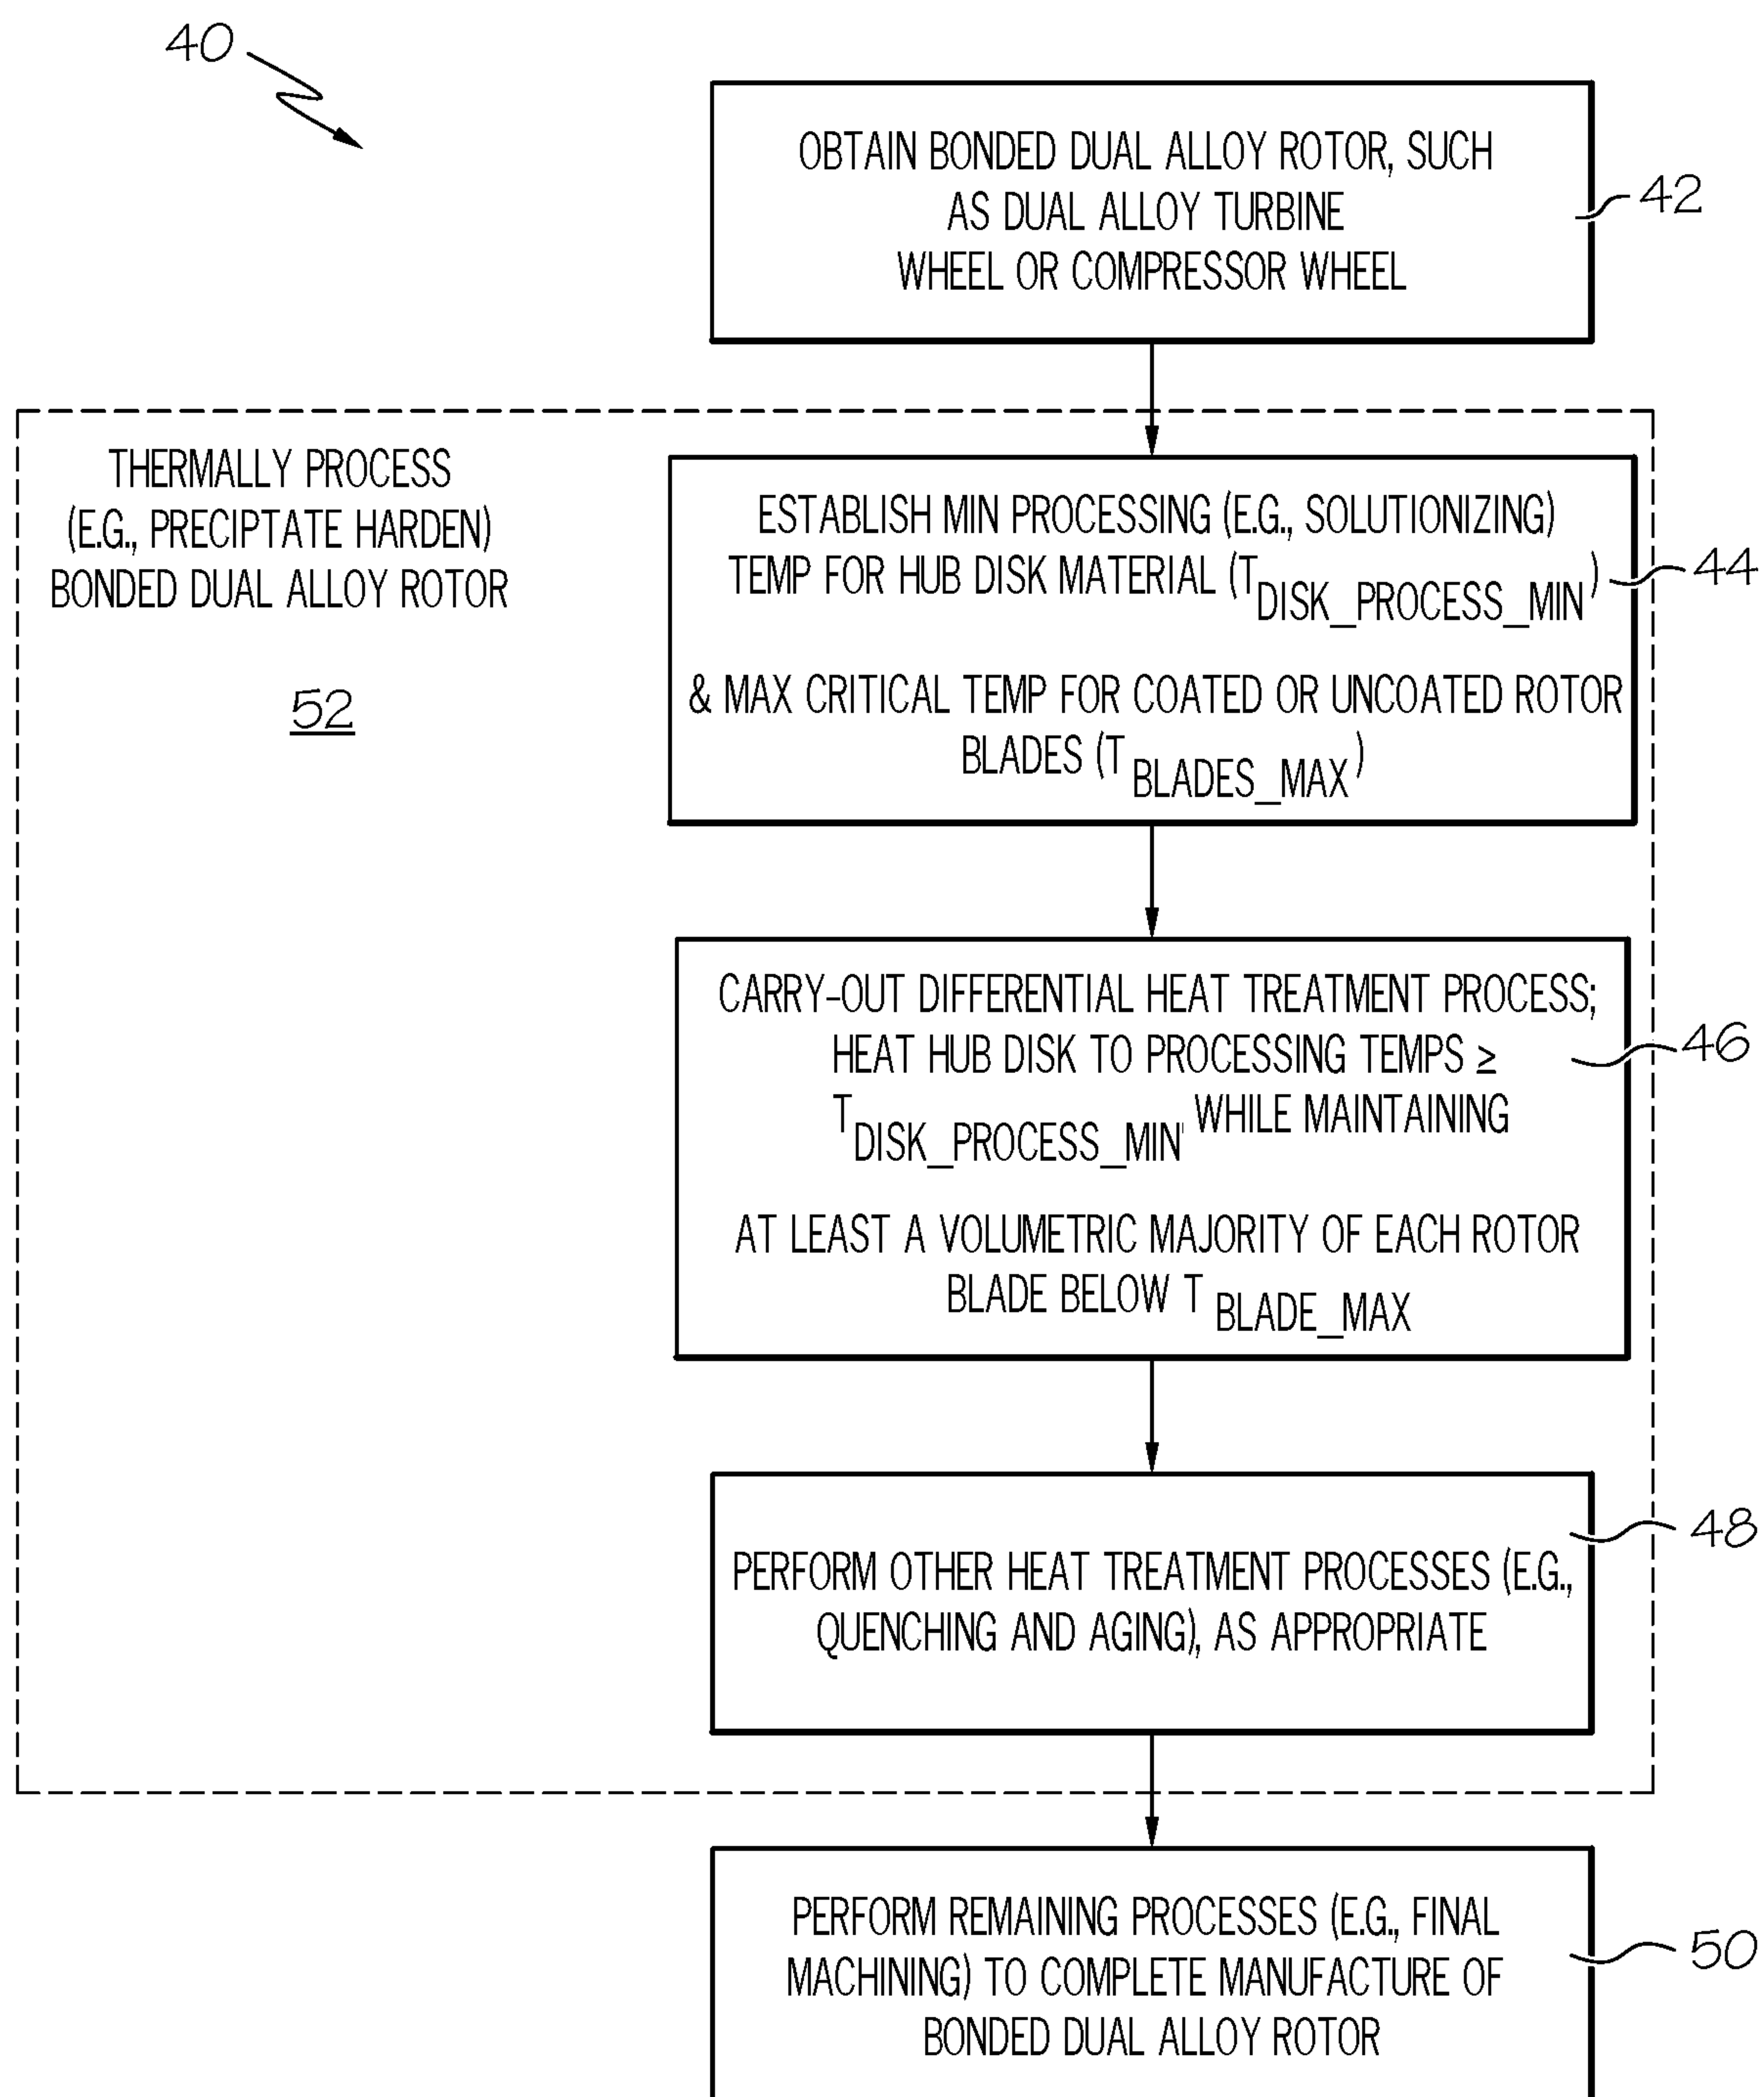 40
OBTAIN BONDED DUAL ALLOY ROTOR, SUCH
AS DUAL ALLOY TURBINE
WHEEL OR COMPRESSOR WHEEL
42
THERMALLY PROCESS
(E.G., PRECIPTATE HARDEN)
BONDED DUAL ALLOY ROTOR
52
ESTABLISH MIN PROCESSING (E.G., SOLUTIONIZING)
TEMP FOR HUB DISK MATERIAL (T DISK_PROCESS_MIN)
& MAX CRITICAL TEMP FOR COATED OR UNCOATED ROTOR
BLADES (T BLADES_MAX)
44
CARRY-OUT DIFFERENTIAL HEAT TREATMENT PROCESS;
HEAT HUB DISK TO PROCESSING TEMPS ≥
T DISK_PROCESS_MIN, WHILE MAINTAINING
AT LEAST A VOLUMETRIC MAJORITY OF EACH ROTOR
BLADE BELOW T BLADE_MAX
46
PERFORM OTHER HEAT TREATMENT PROCESSES (E.G.,
QUENCHING AND AGING), AS APPROPRIATE
48
PERFORM REMAINING PROCESSES (E.G., FINAL
MACHINING) TO COMPLETE MANUFACTURE OF
BONDED DUAL ALLOY ROTOR
50